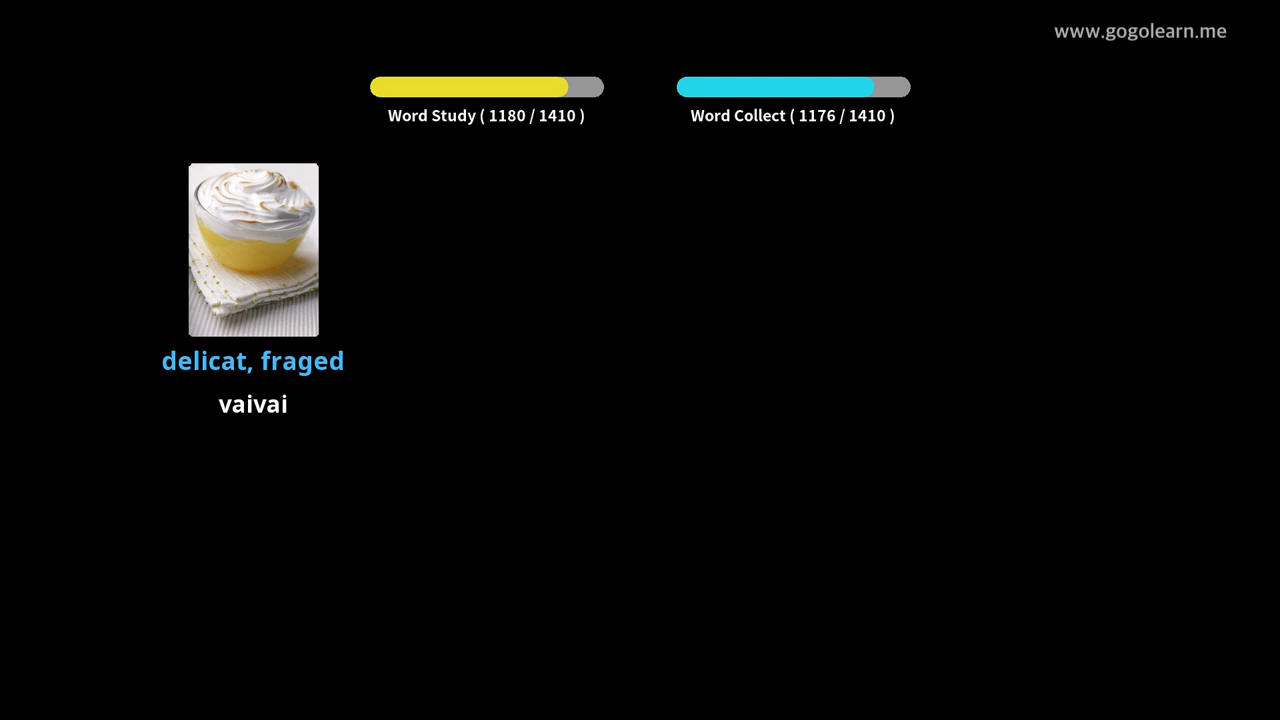 www.gogolearn.me
Word Study ( 1180 / 1410 )
Word Collect ( 1176 / 1410 )
delicat, fraged
vaivai